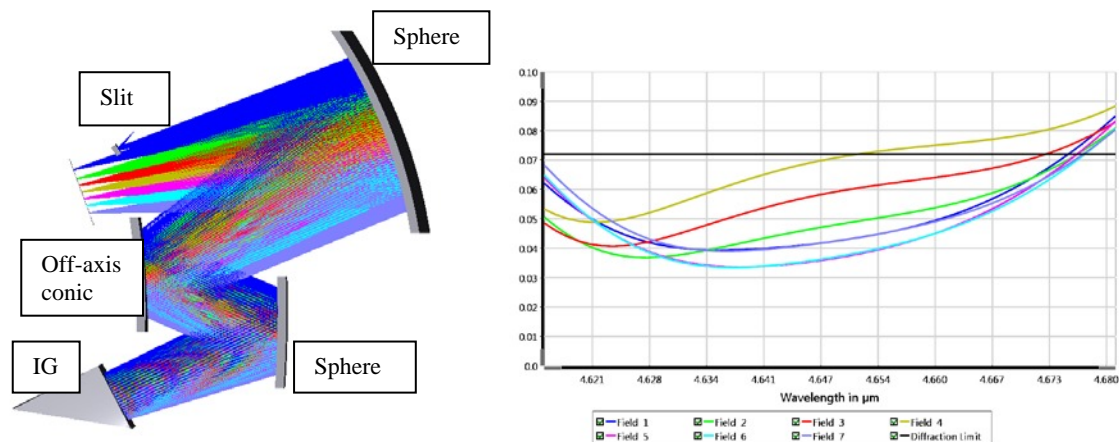 Sphere
Slit
Off-axis
conic
IG
Sphere
0.10
0.09
0.08
0.07
0.06
0.05
0.04
0.03
0.02
0.01
0.0
4.621 4.628 4.634 4.641 4.647 4.654 4.660 4.667 4.673 4.680
Wavelength in µm
Field 1 Field 2 Field 3 Field 4
Field 5 Field 6 Field 7 Diffraction Limit